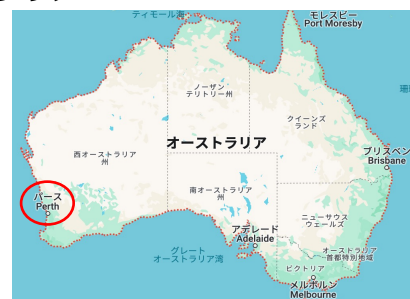 ティモール海
モレスビー
Port Moresby
ノーザン
テリトリー州
クイーンズ
ランド
オーストラリア
ブリスベン
Brisbane
西オーストラリア
州
南オーストラリア
州
パース
Perth
ニューサウス
ウェールズ
アデレード
Adelaide
グレート
オーストラリア湾
オーストラリア
首都特別地域
ビクトリア
メルボルン
Melbourne